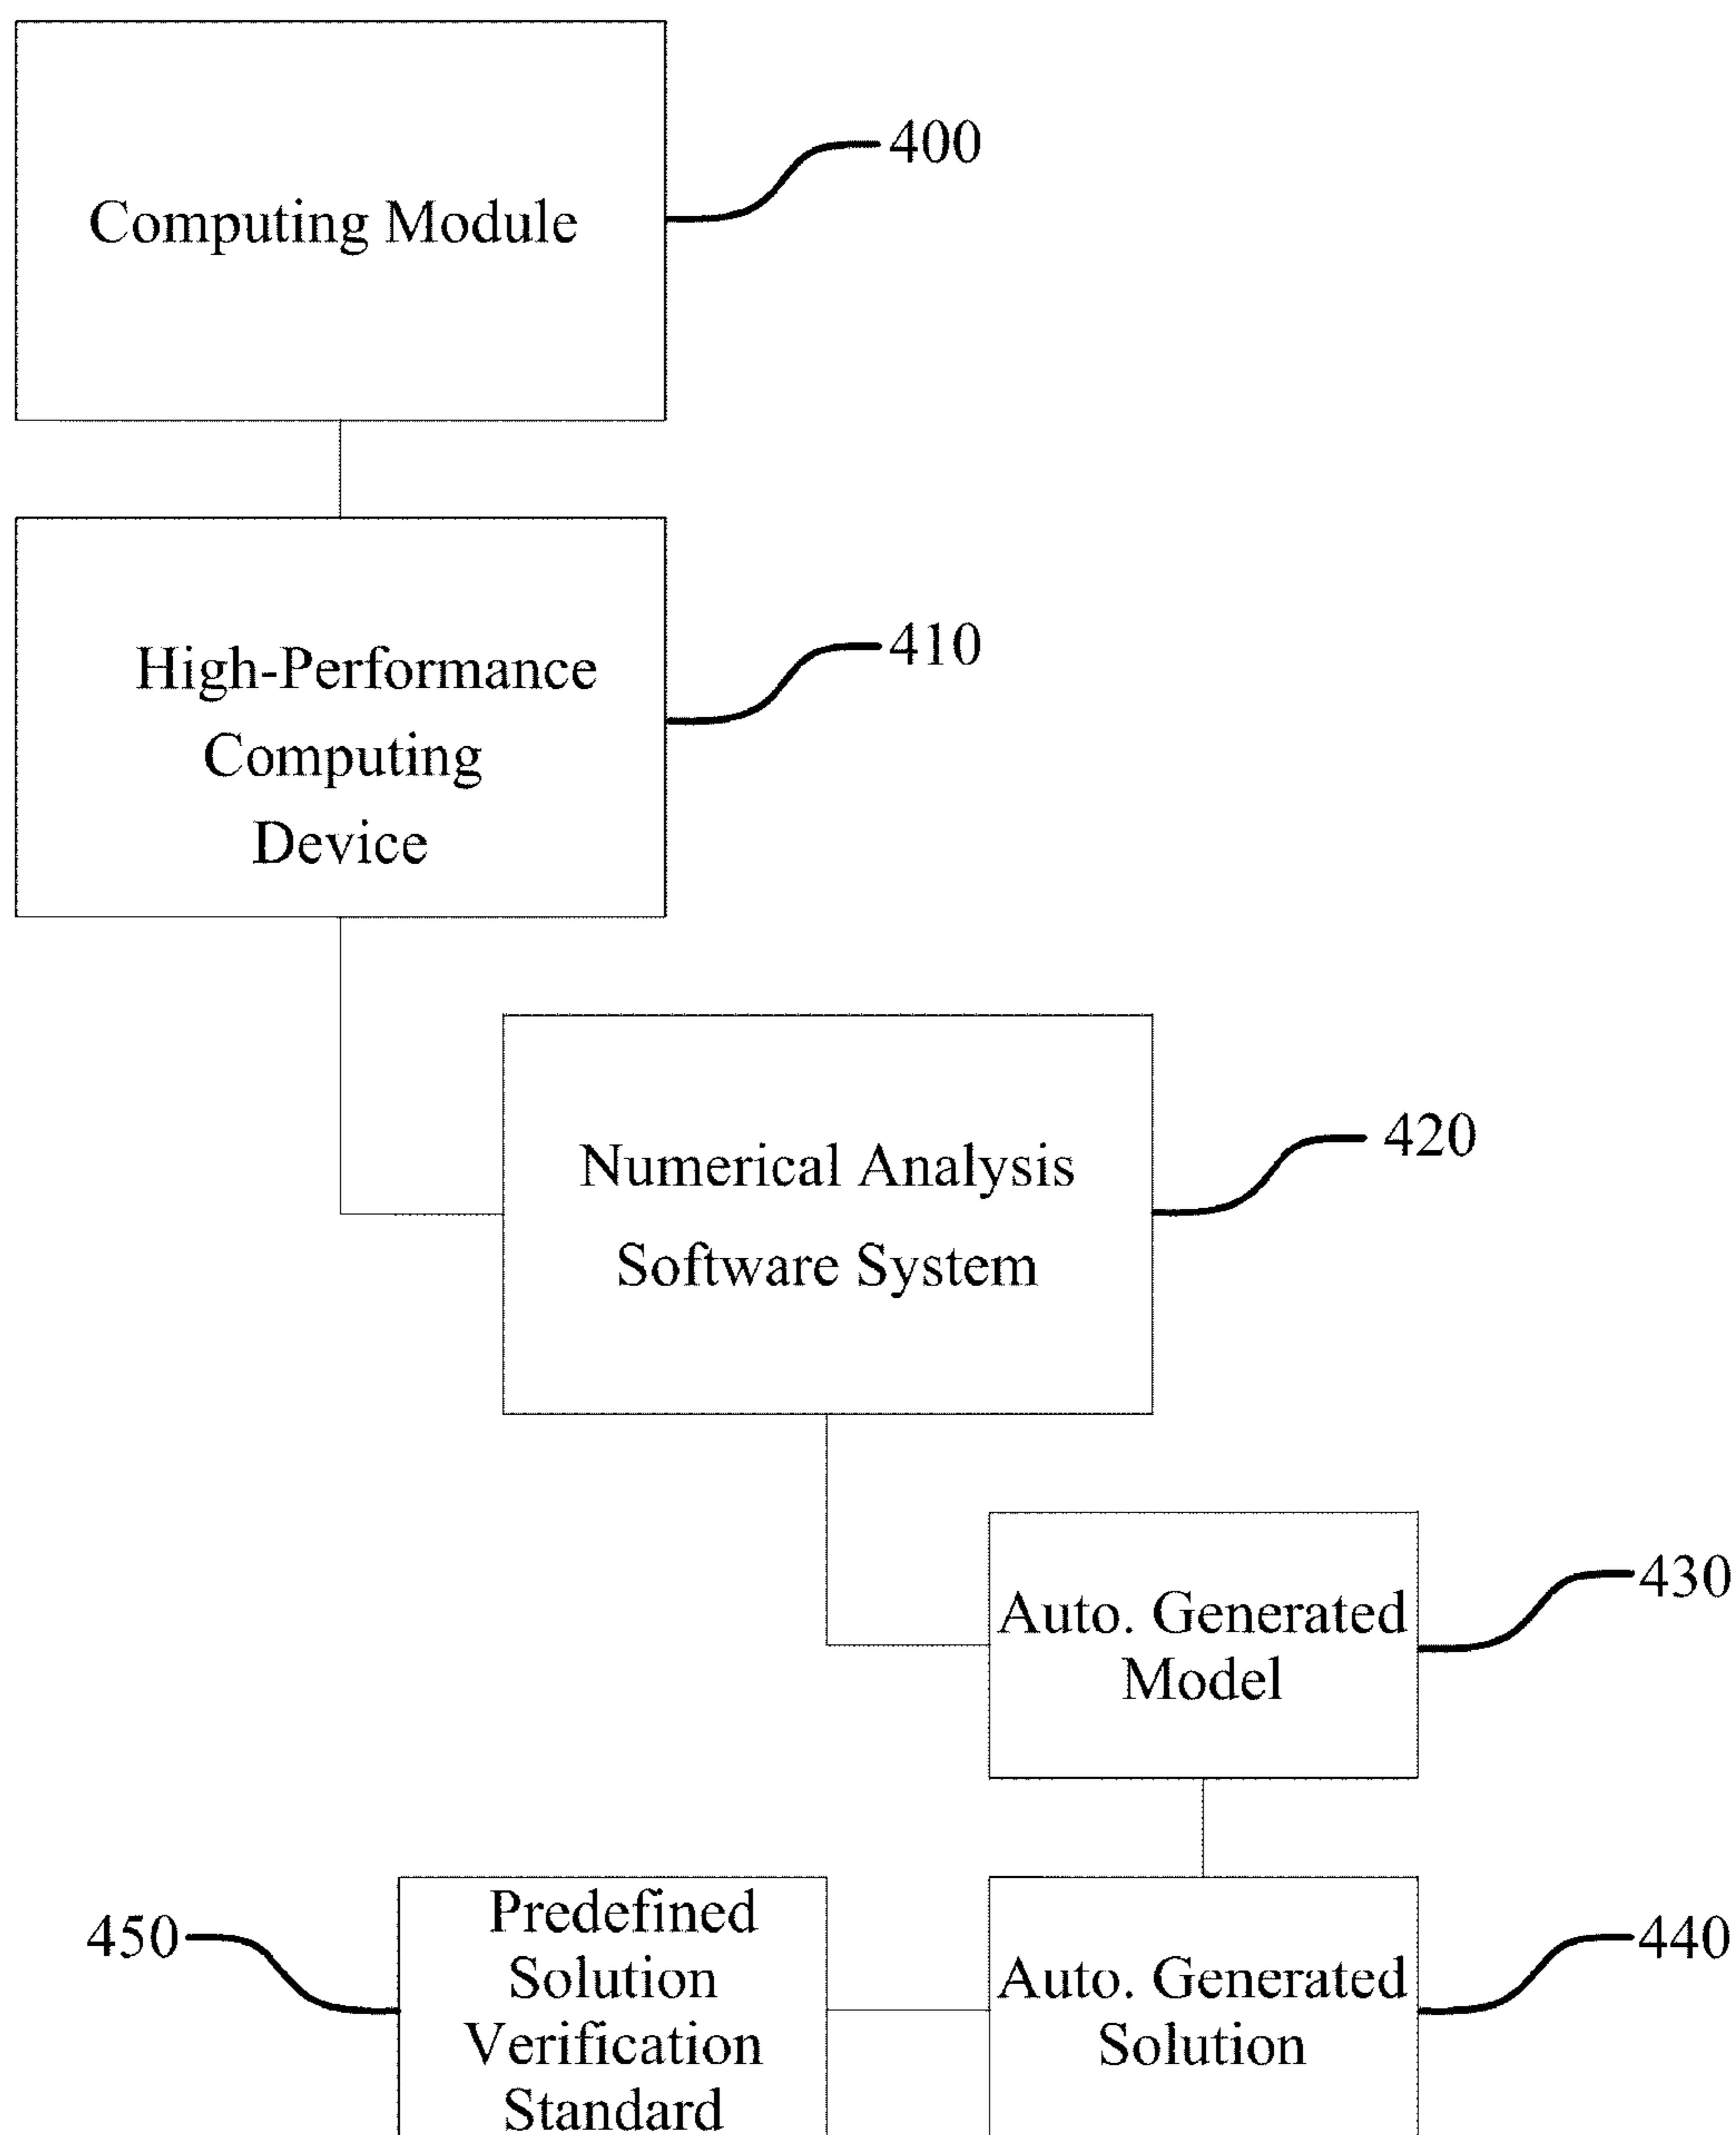 400
Computing Module
410
High-Performance
Computing
Device
420
Numerical Analysis
Software System
430
Auto. Generated
Model
450
Predefined
Solution
Verification
Standard
440
Auto. Generated
Solution